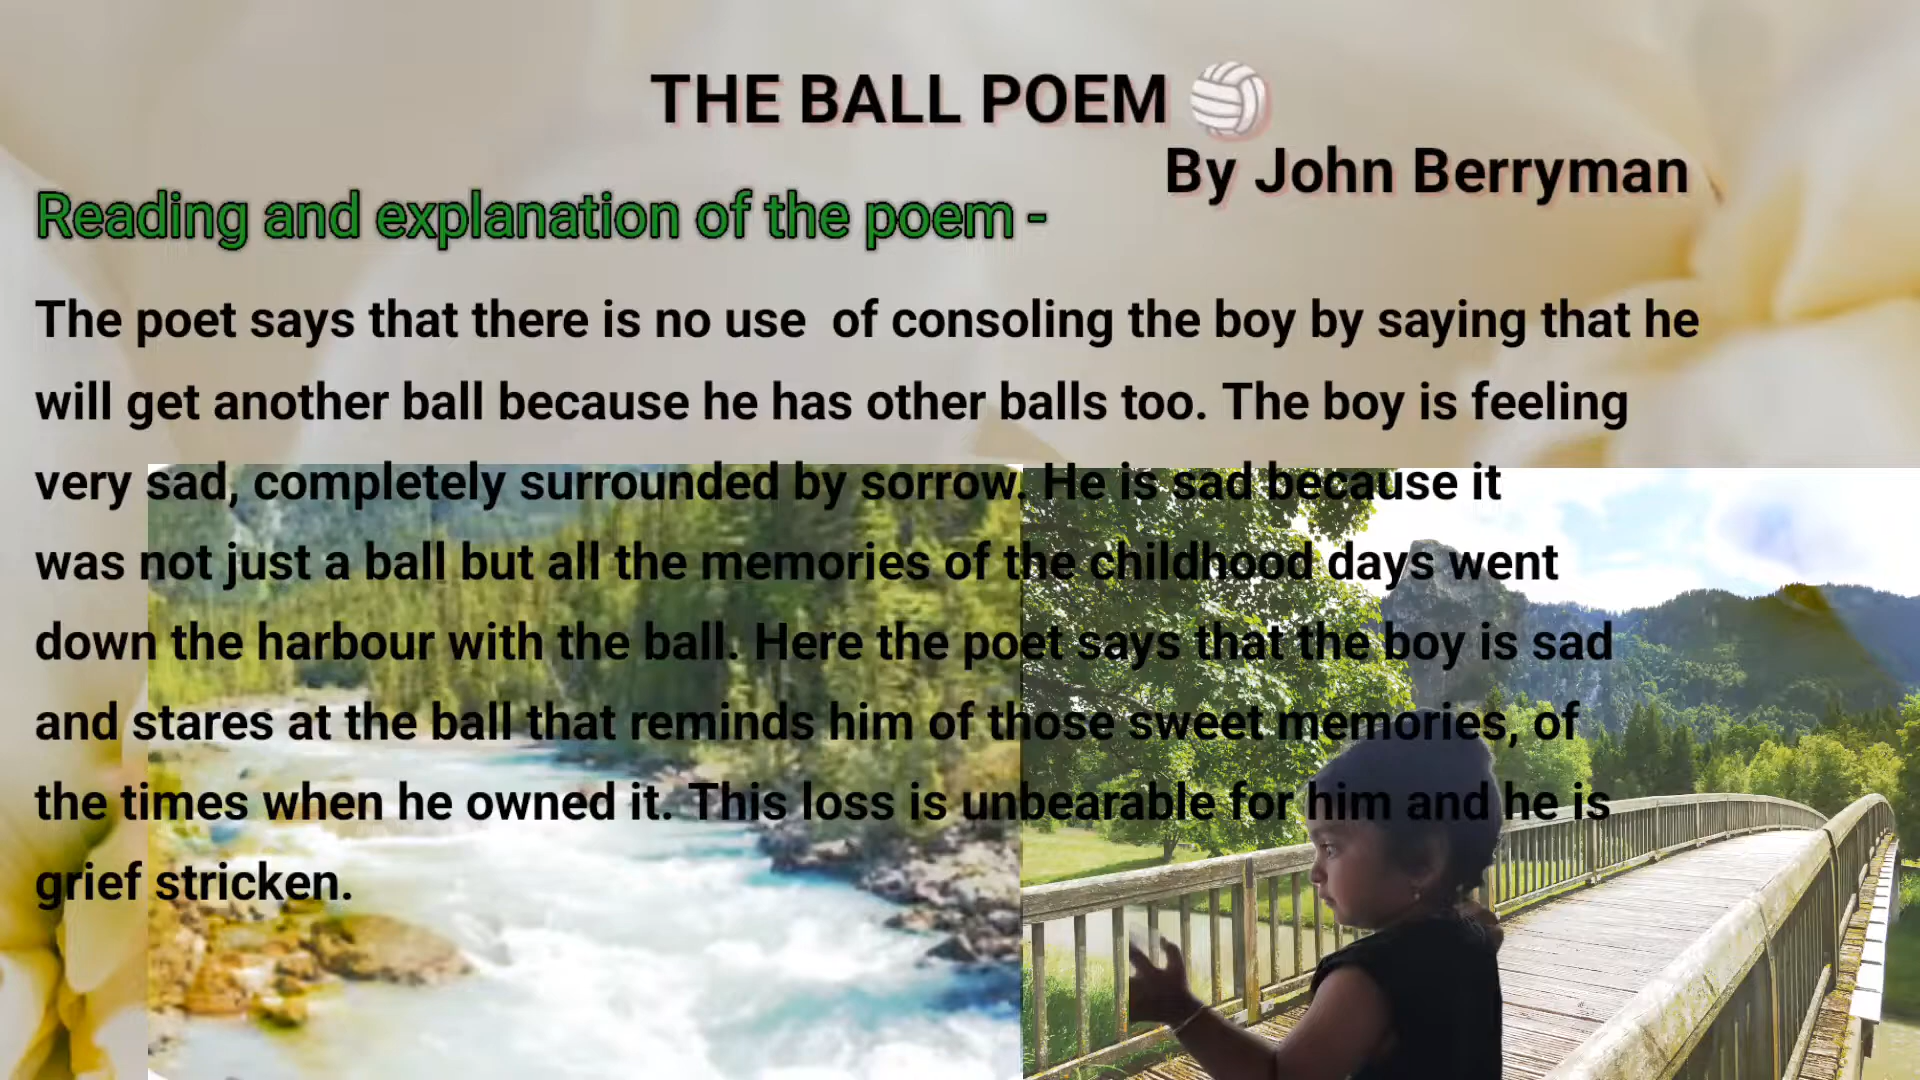 THE BALL POEM
By John Berryman
Reading and explanation of the poem -
The poet says that there is no use of consoling the boy by saying that he
will get another ball because he has other balls too. The boy is feeling
very sad, completely surrounded by sorrow. He is sad because it
was not just a ball but all the memories of the childhood days went
down the harbour with the ball. Here the poet says that the boy is sad
and stares at the ball that reminds him of those sweet memories, of
the times when he owned it. This loss is unbearable for him and he is
grief stricken.